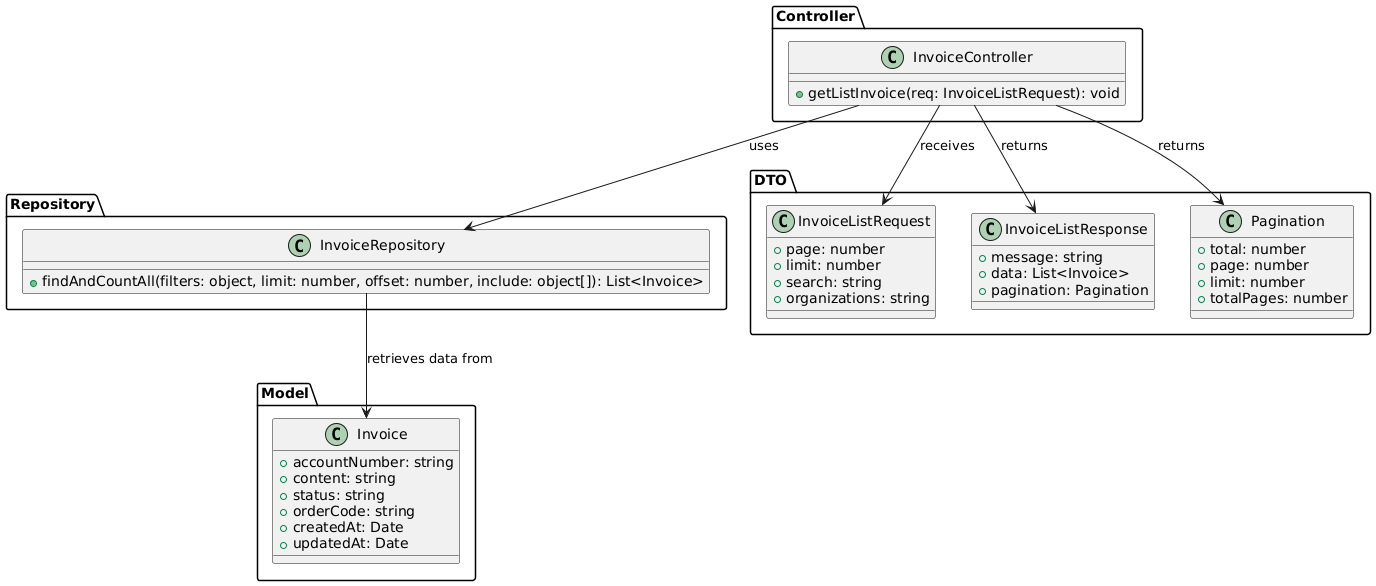 Controller
C InvoiceController
getListInvoice(req: InvoiceListRequest): void
uses
receives
returns
returns
Repository
C InvoiceRepository
findAndCountAll(filters: object, limit: number, offset: number, include: object[]): List<Invoice>
DTO
C InvoiceListRequest
page: number
limit: number
search: string
organizations: string
C InvoiceListResponse
message: string
data: List<Invoice>
pagination: Pagination
C Pagination
total: number
page: number
limit: number
totalPages: number
retrieves data from
Model
C Invoice
accountNumber: string
content: string
status: string
orderCode: string
createdAt: Date
updatedAt: Date